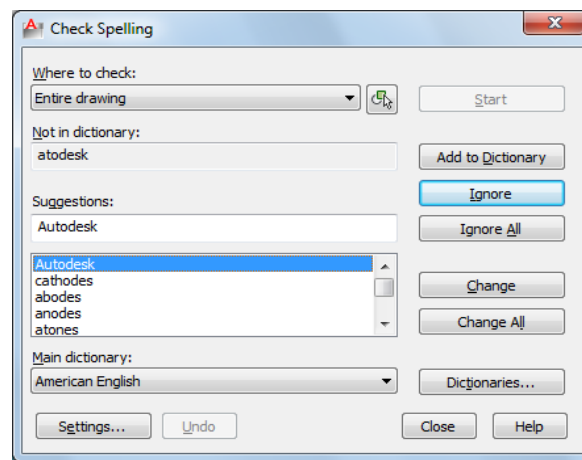 Check Spelling
Where to check:
Entire drawing
Start
Not in dictionary:
atodesk
Add to Dictionary
Ignore
Suggestions:
Autodesk
Ignore All
Autodesk
cathodes
abodes
anodes
atones
Change
Change All
Main dictionary:
American English
Dictionaries...
Settings...
Undo
Close
Help